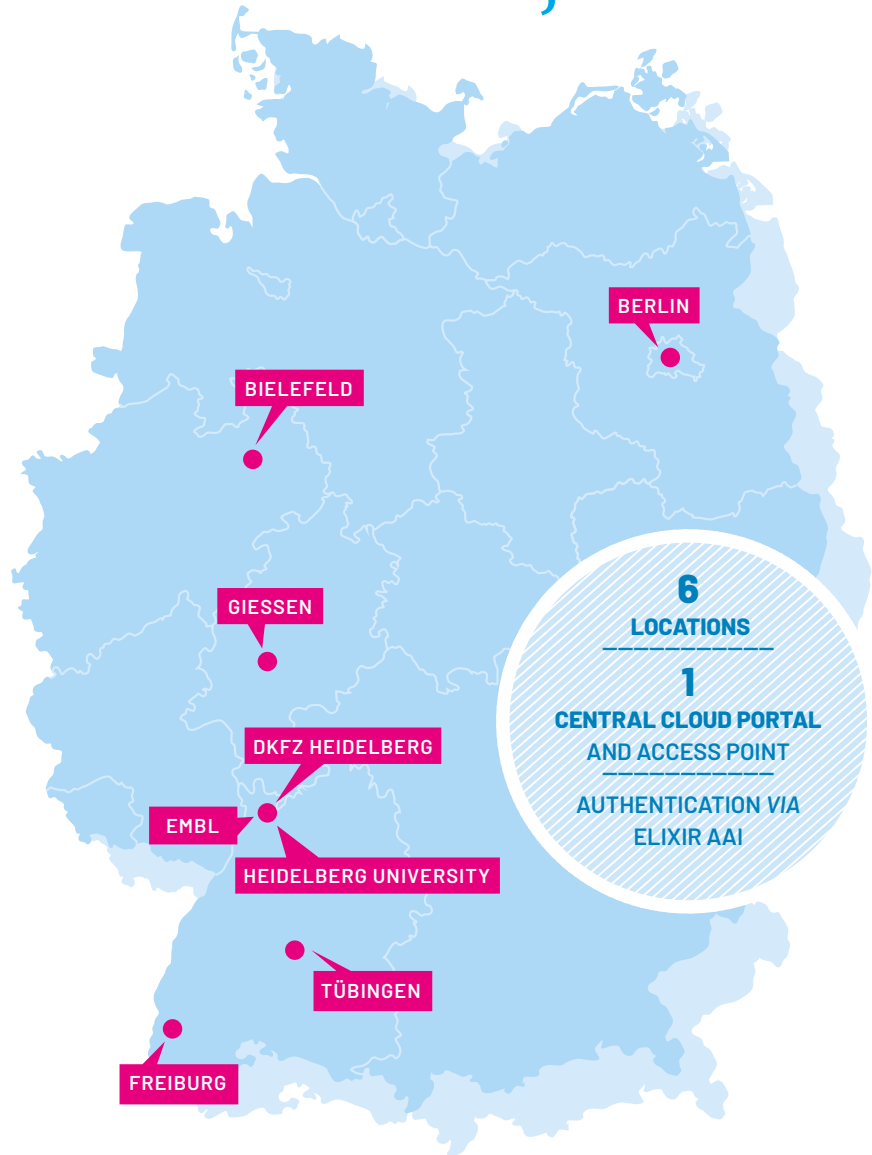 BERLIN
BIELEFELD
GIESSEN
6
LOCATIONS
1
CENTRAL CLOUD PORTAL
AND ACCESS POINT
AUTHENTICATION VIA
ELIXIR AAI
DKFZ HEIDELBERG
EMBL
HEIDELBERG UNIVERSITY
TÜBINGEN
FREIBURG